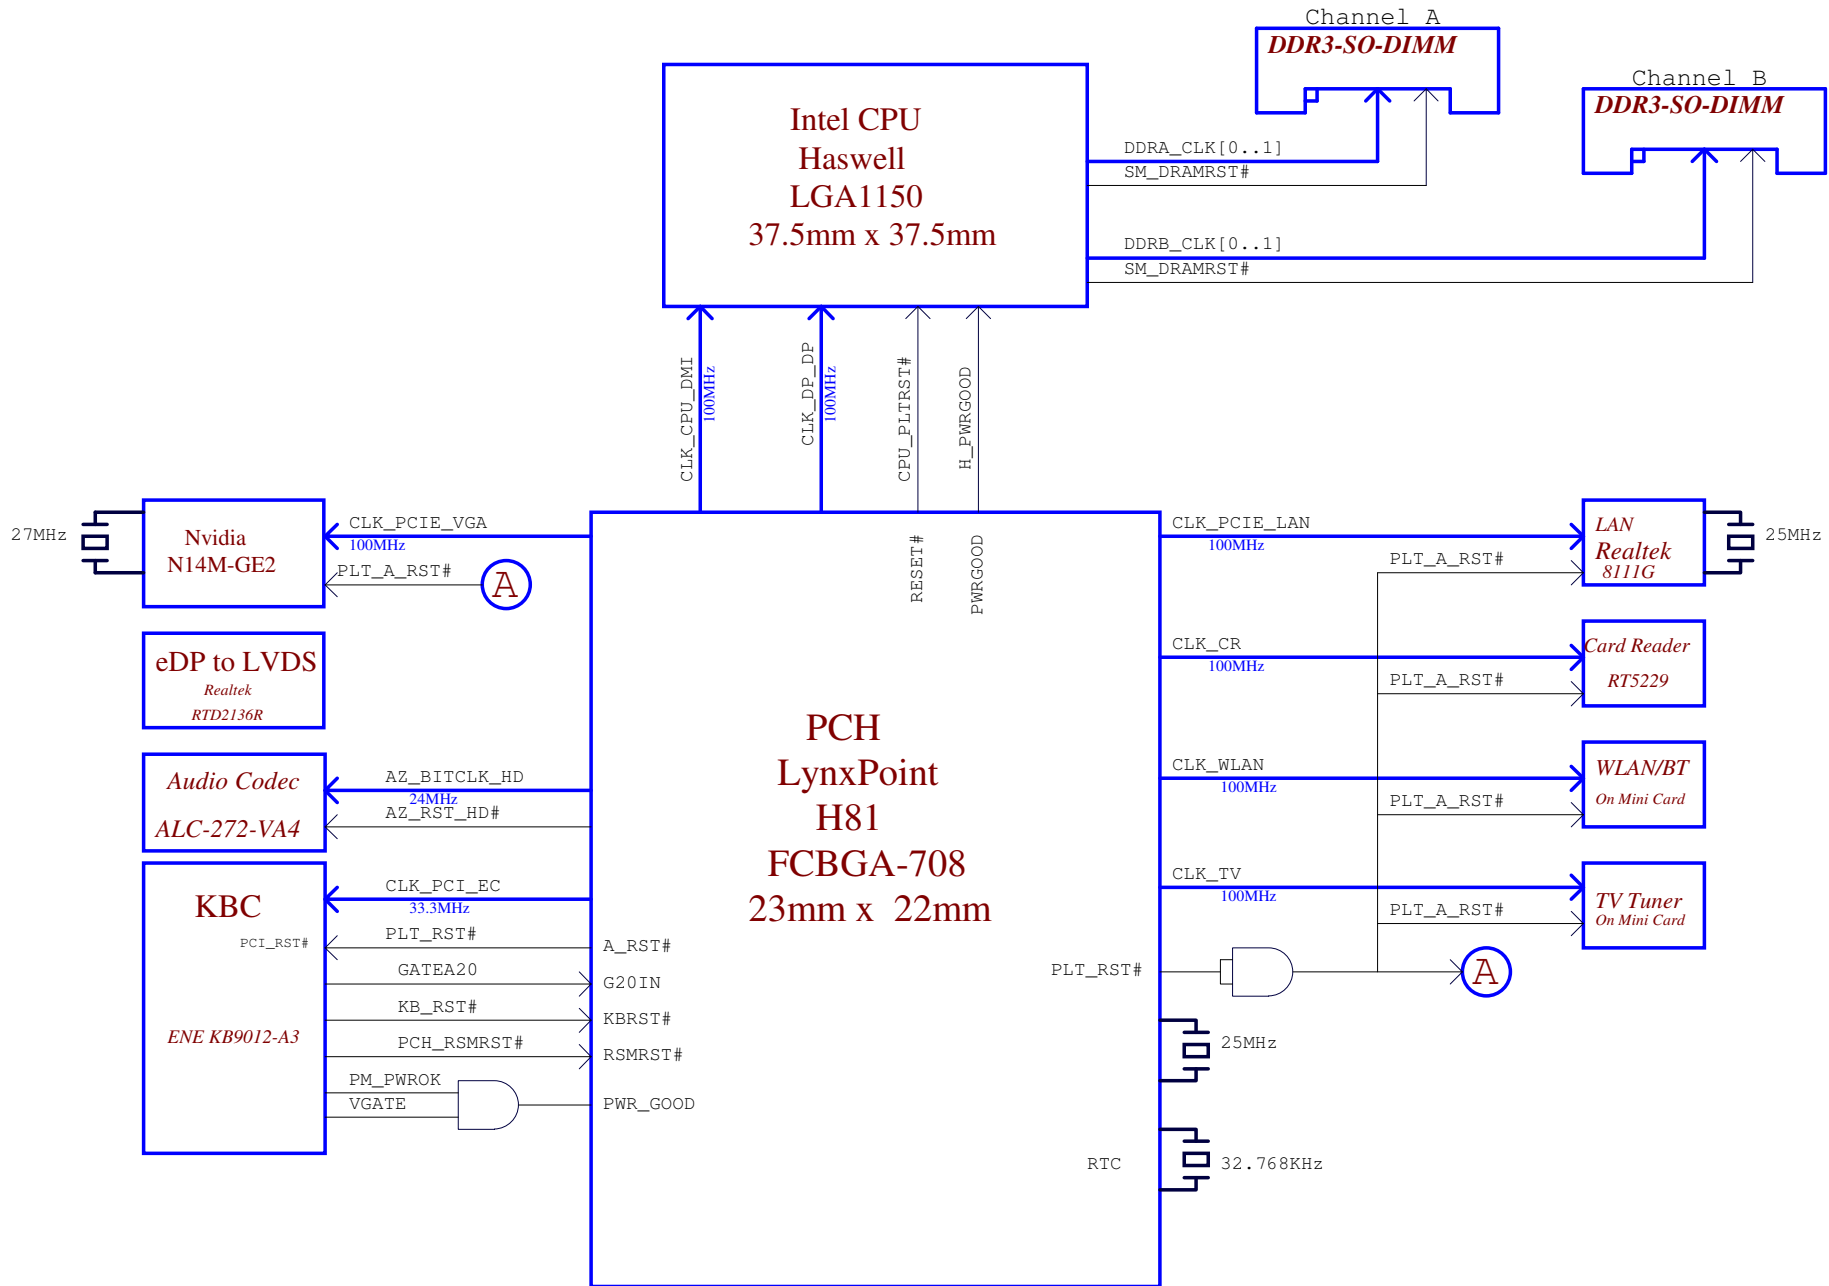 Channel A
DDR3-SO-DIMM
Channel B
DDR3-SO-DIMM
Intel CPU
Haswell
LGA1150
37.5mm x 37.5mm
DDRA_CLK[0..1]
SM_DRAMRST#
DDRB_CLK[0..1]
SM_DRAMRST#
CLK_CPU_DMI
100MHz
CLK_DP_DP
100MHz
CPU_PLTRST#
H_PWRGOOD
RESET#
PWRGOOD
27MHz
Nvidia
N14M-GE2
CLK_PCIE_VGA
100MHz
PLT_A_RST#
A
eDP to LVDS
Realtek
RTD2136R
Audio Codec
ALC-272-VA4
AZ_BITCLK_HD
24MHz
AZ_RST_HD#
KBC
PCI_RST#
ENE KB9012-A3
CLK_PCI_EC
33.3MHz
PLT_RST#
A_RST#
GATEA20
G20IN
KB_RST#
KBRST#
PCH_RSMRST#
RSMRST#
PM_PWROK
VGATE
PWR_GOOD
PCH
LynxPoint
H81
FCBGA-708
23mm x 22mm
CLK_PCIE_LAN
100MHz
PLT_A_RST#
LAN
Realtek
8111G
25MHz
CLK_CR
100MHz
PLT_A_RST#
Card Reader
RT5229
CLK_WLAN
100MHz
PLT_A_RST#
WLAN/BT
On Mini Card
CLK_TV
100MHz
PLT_A_RST#
TV Tuner
On Mini Card
PLT_RST#
A
25MHz
RTC
32.768KHz